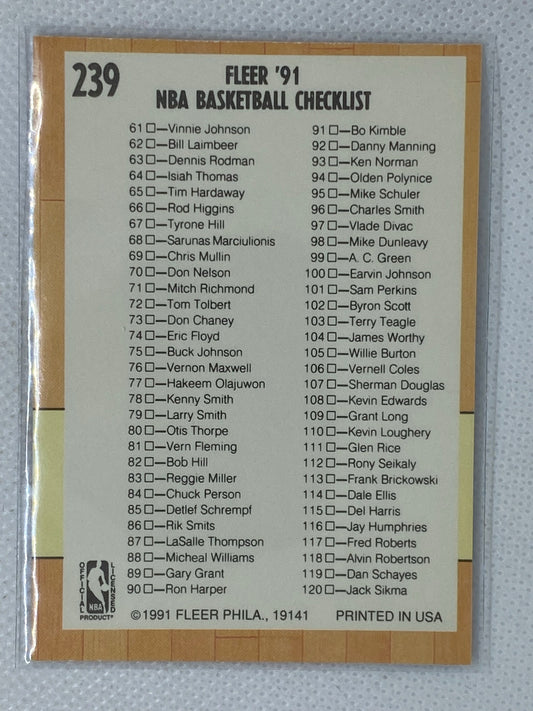 239
FLEER '91
NBA BASKETBALL CHECKLIST
61 □—Vinnie Johnson
62 □—Bill Laimbeer
63 □—Dennis Rodman
64 □—Isiah Thomas
65 □—Tim Hardaway
66 □—Rod Higgins
67 □—Tyrone Hill
68 □—Sarunas Marciulionis
69 □—Chris Mullin
70 □—Don Nelson
71 □—Mitch Richmond
72 □—Tom Tolbert
73 □—Don Chaney
74 □—Eric Floyd
75 □—Buck Johnson
76 □—Vernon Maxwell
77 □—Hakeem Olajuwon
78 □—Kenny Smith
79 □—Larry Smith
80 □—Otis Thorpe
81 □—Vern Fleming
82 □—Bob Hill
83 □—Reggie Miller
84 □—Chuck Person
85 □—Detlef Schrempf
86 □—Rik Smits
87 □—LaSalle Thompson
88 □—Micheal Williams
89 □—Gary Grant
90 □—Ron Harper
91 □—Bo Kimble
92 □—Danny Manning
93 □—Ken Norman
94 □—Olden Polynice
95 □—Mike Schuler
96 □—Charles Smith
97 □—Vlade Divac
98 □—Mike Dunleavy
99 □—A. C. Green
100 □—Earvin Johnson
101 □—Sam Perkins
102 □—Byron Scott
103 □—Terry Teagle
104 □—James Worthy
105 □—Willie Burton
106 □—Vernell Coles
107 □—Sherman Douglas
108 □—Kevin Edwards
109 □—Grant Long
110 □—Kevin Loughery
111 □—Glen Rice
112 □—Rony Seikaly
113 □—Frank Brickowski
114 □—Dale Ellis
115 □—Del Harris
116 □—Jay Humphries
117 □—Fred Roberts
118 □—Alvin Robertson
119 □—Dan Schayes
120 □—Jack Sikma
OFFICIAL LICENSED
NBA
PRODUCT®
©1991 FLEER PHILA., 19141 PRINTED IN USA